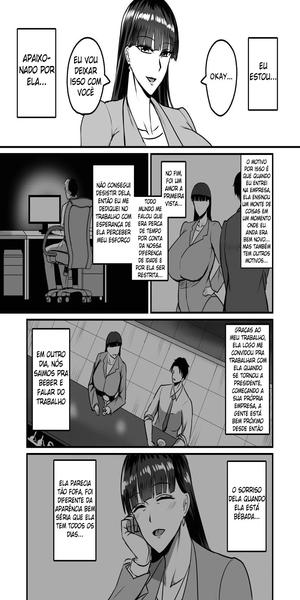 EU
ESTOU...
OKAY...
EU VOU
DEIXAR
ISSO COM
VOCÊ
APAIXO-
NADO POR
ELA...
O MOTIVO
POR ISSO É
QUE QUANDO
EU ENTREI
NA EMPRESA,
ELA ENSINOU
UM MONTE
DE COISAS
EM UM
MOMENTO
ONDE EU
AINDA ERA
BEM NOVO...
MAS TAMBÉM
TEM OUTROS
MOTIVOS...
NO FIM,
FOI UM
AMOR A
PRIMEIRA
VISTA...
TODO
MUNDO ME
FALOU QUE
ERA PERCA
DE TEMPO
POR CONTA
DA NOSSA
DIFERENÇA
DE IDADE E
POR ELA SER
RESTRITA...
NÃO CONSEGUI
DESISTIR DELA,
ENTÃO EU ME
DEDIQUEI NO
TRABALHO COM
ESPERANÇA DE
ELA PERCEBER
MEU ESFORÇO
GRAÇAS AO
MEU TRABALHO,
ELA LOGO ME
CONVIDOU PRA
TRABALHAR COM
ELA QUANDO
SE TORNOU A
PRESIDENTE,
COMEÇANDO A
SUA PRÓPRIA
EMPRESA, A
GENTE ESTÁ
BEM PRÓXIMO
DESDE ENTÃO
EM OUTRO
DIA, NÓS
SAIMOS PRA
BEBER E
FALAR DO
TRABALHO
O SORRISO
DELA QUANDO
ELA ESTÁ
BÊBADA...
ELA PARECIA
TÃO FOFA, FOI
DIFERENTE DA
APARÊNCIA BEM
SÉRIA QUE ELA
TEM TODOS OS
DIAS...